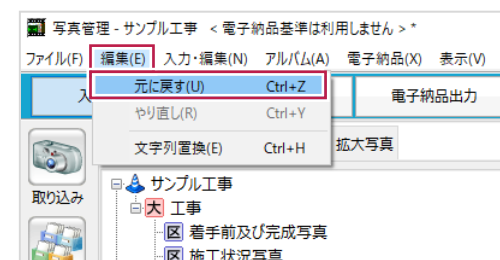 写真管理 - サンプル工事 <電子納品基準は利用しません> *
ファイル(F) 編集(E) 入力・編集(N) アルバム(A) 電子納品(X) 表示(V)
入
元に戻す(U) Ctrl+Z
電子納品出力
やり直し(R) Ctrl+Y
文字列置換(E) Ctrl+H
拡大写真
取り込み
サンプル工事
大 工事
区 着手前及び完成写真
区 施工状況写真